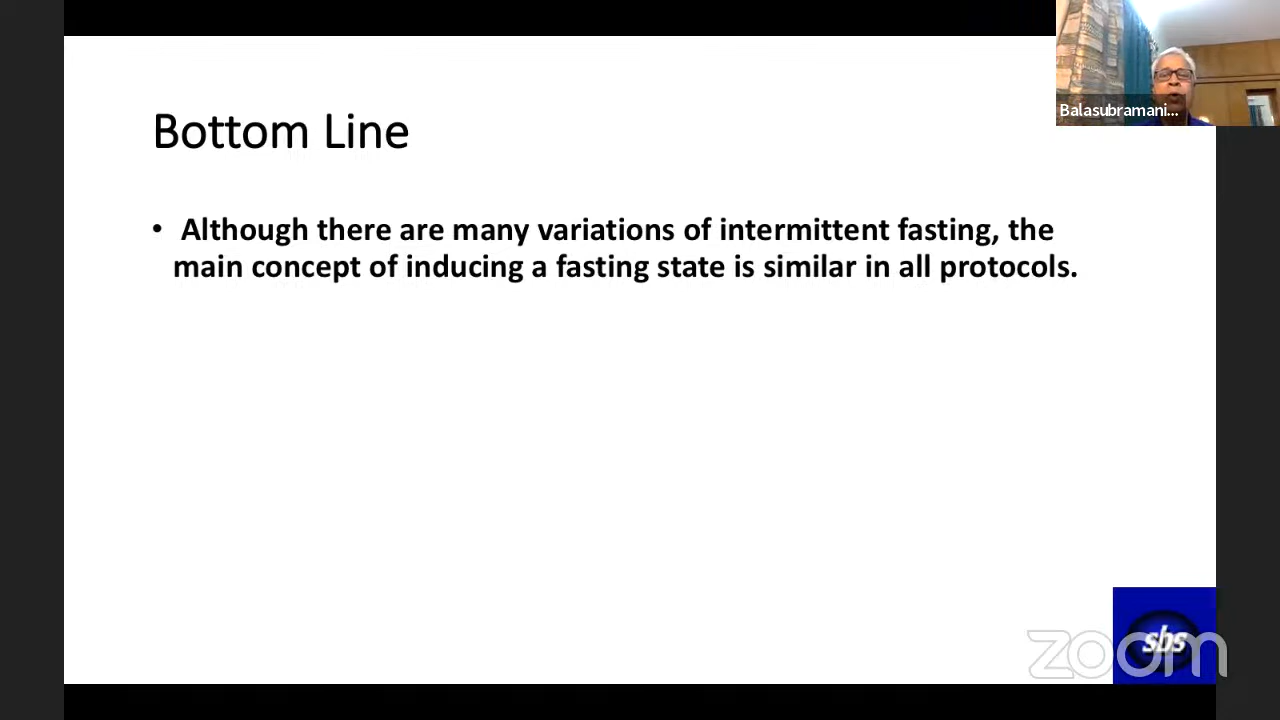 Balasubramani...
Bottom Line
• Although there are many variations of intermittent fasting, the
main concept of inducing a fasting state is similar in all protocols.
sbs
zoom